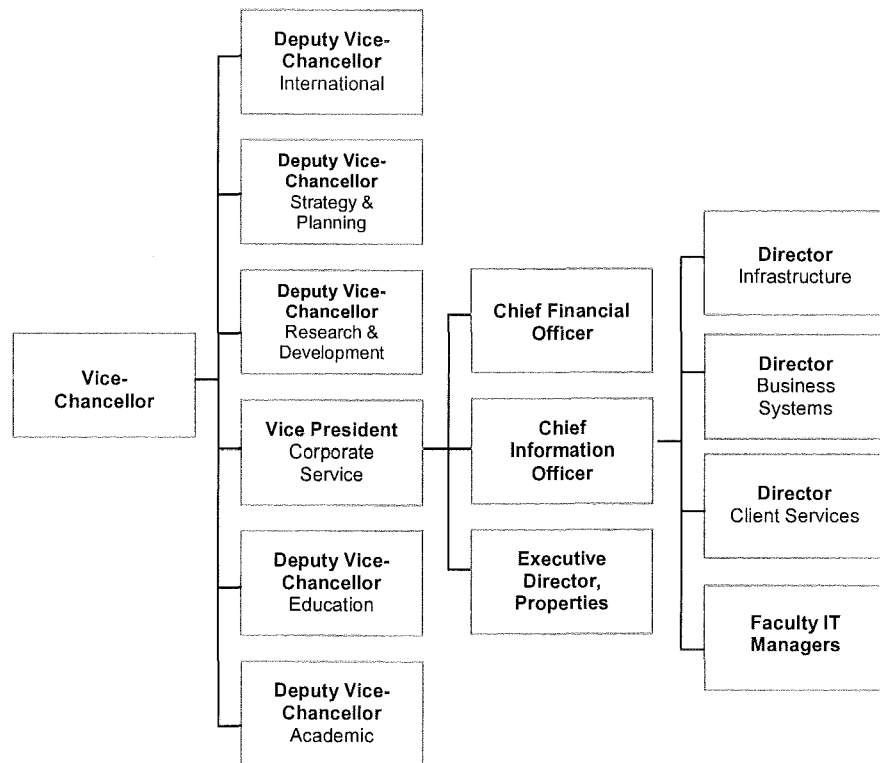 Vice-
Chancellor
Deputy Vice-
Chancellor
International
Deputy Vice-
Chancellor
Strategy &
Planning
Deputy Vice-
Chancellor
Research &
Development
Vice President
Corporate
Service
Deputy Vice-
Chancellor
Education
Deputy Vice-
Chancellor
Academic
Chief Financial
Officer
Chief
Information
Officer
Executive
Director,
Properties
Director
Infrastructure
Director
Business
Systems
Director
Client Services
Faculty IT
Managers